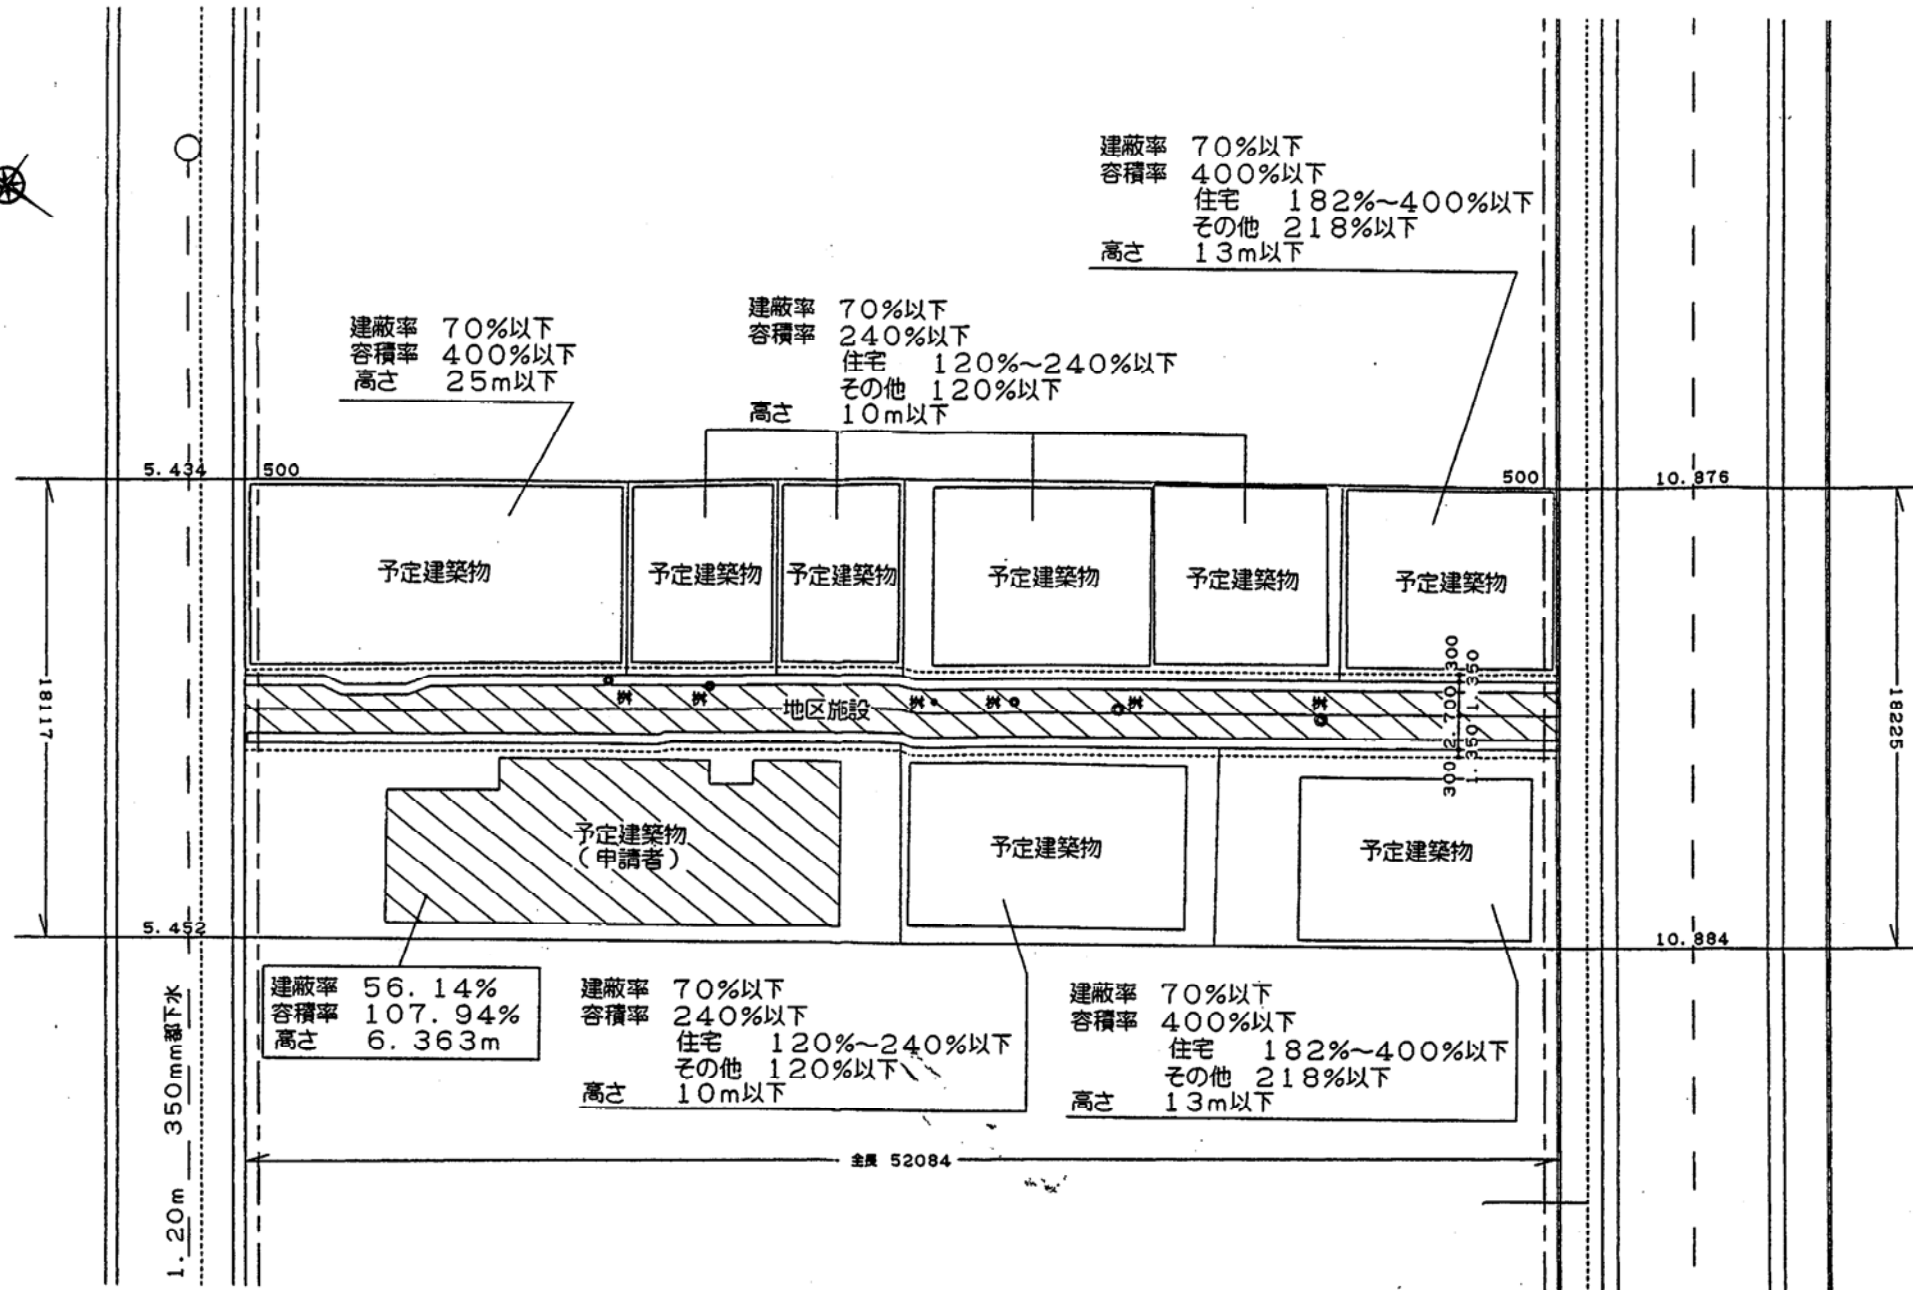 建蔽率 70%以下
容積率 400%以下
住宅 182%~400%以下
その他 218%以下
高さ 13m以下
建蔽率 70%以下
容積率 240%以下
住宅 120%~240%以下
その他 120%以下
高さ 10m以下
建蔽率 70%以下
容積率 400%以下
高さ 25m以下
5.434
500
500
10.876
予定建築物
予定建築物
予定建築物
予定建築物
予定建築物
予定建築物
18117
地区施設
300
2.700
300
1.350
1.350
18225
予定建築物
(申請者)
予定建築物
予定建築物
5.452
10.884
建蔽率 56.14%
容積率 107.94%
高さ 6.363m
建蔽率 70%以下
容積率 240%以下
住宅 120%~240%以下
その他 120%以下
高さ 10m以下
建蔽率 70%以下
容積率 400%以下
住宅 182%~400%以下
その他 218%以下
高さ 13m以下
全長 52084
1.20m 350mm都下水